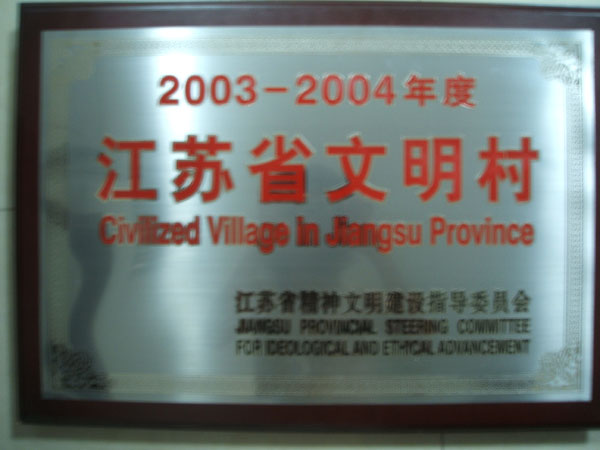 2003-2004年度
江苏省文明村
Civilized Village in Jiangsu Province
江苏省精神文明建设指导委员会
JIANGSU PROVINCIAL STEERING COMMITTEE
FOR IDEOLOGICAL AND ETHYCAL ADVANCEMENT